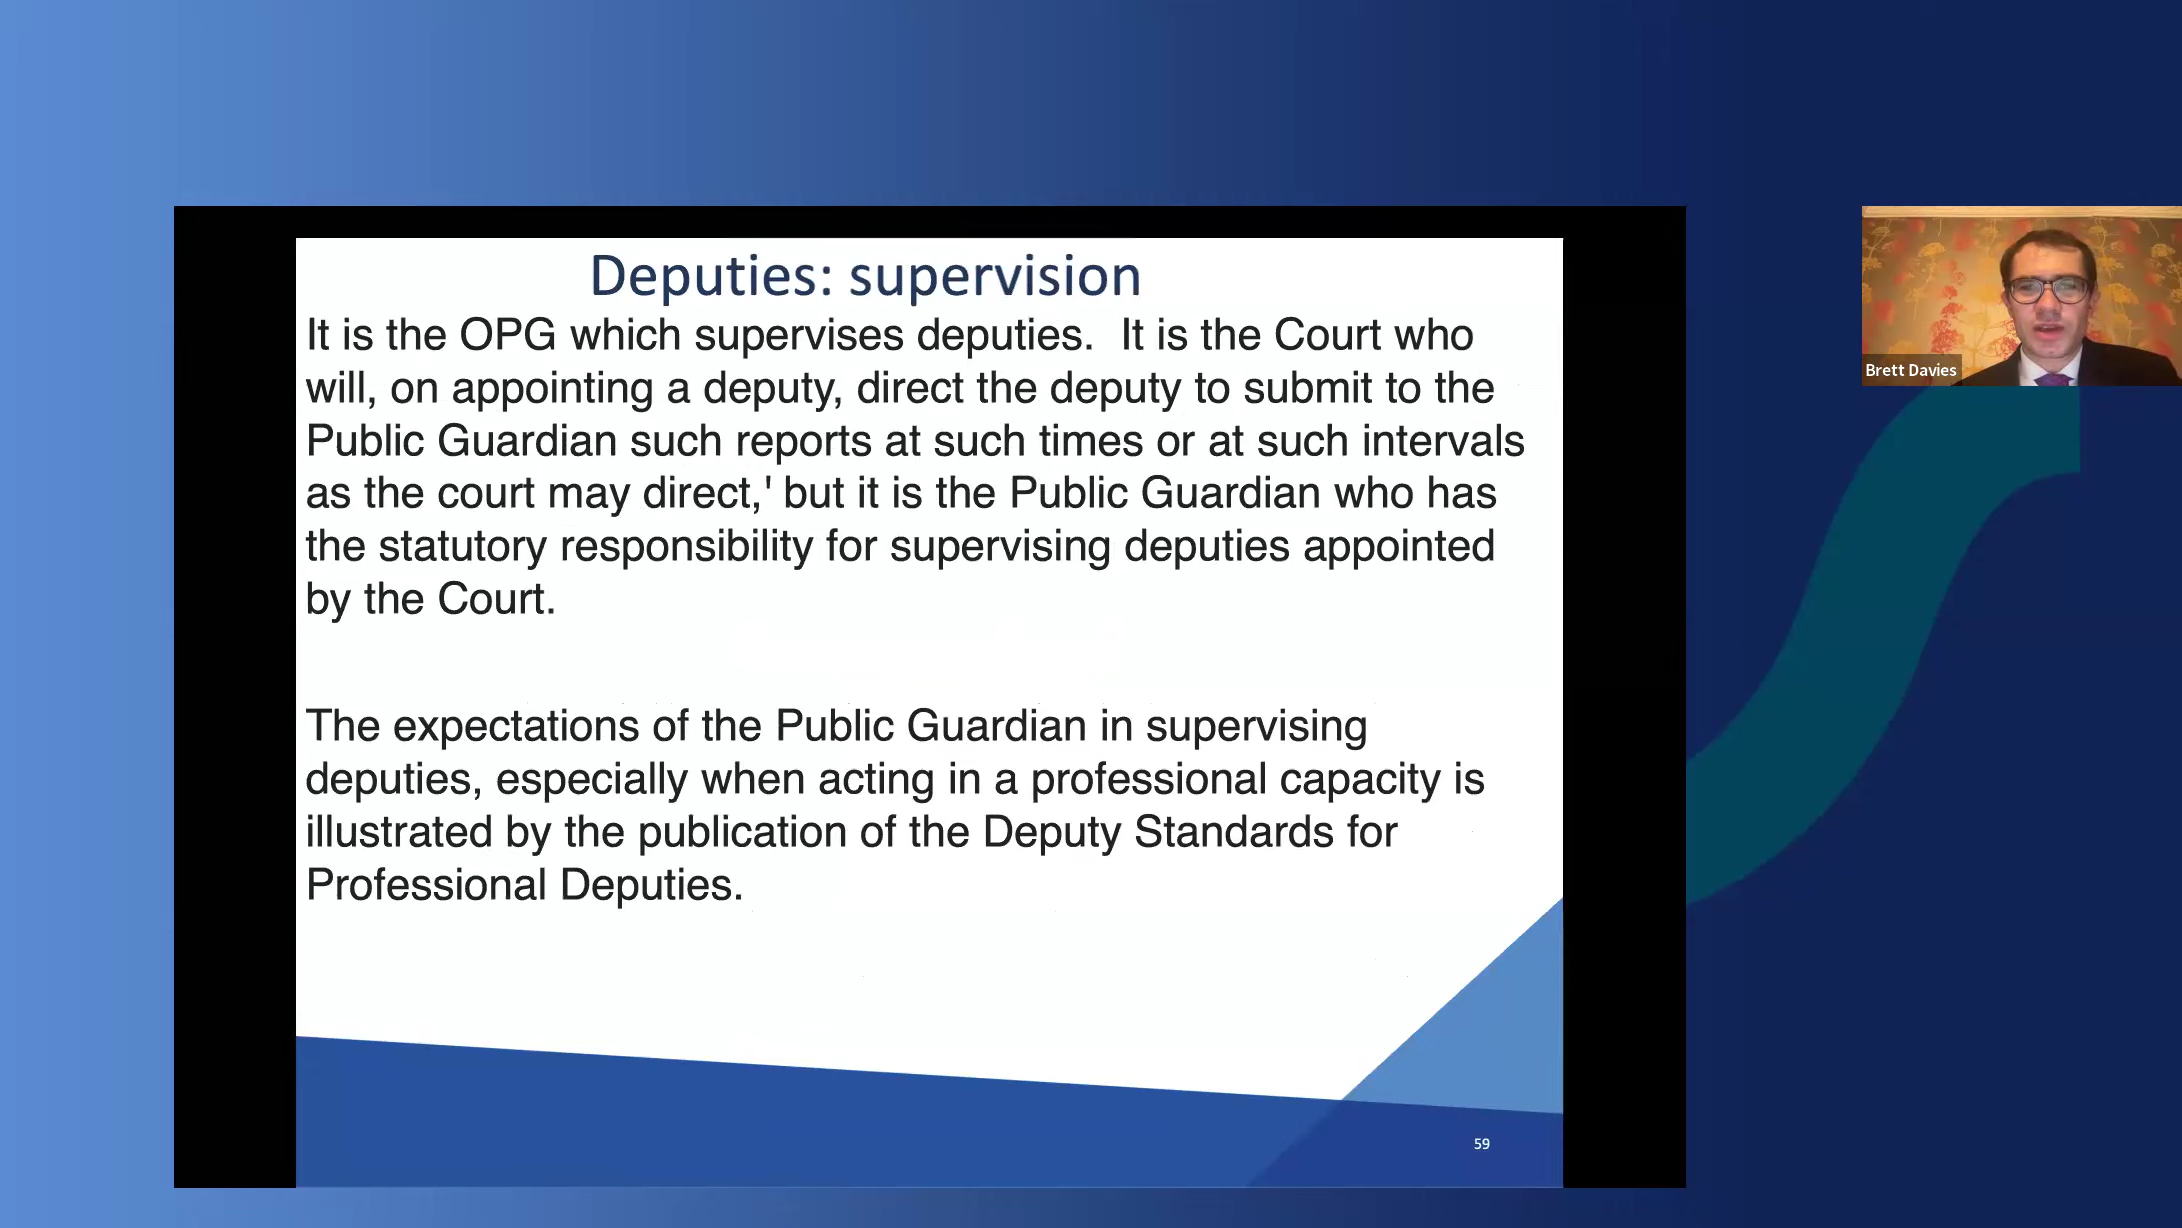 Deputies: supervision
It is the OPG which supervises deputies.  It is the Court who
will, on appointing a deputy, direct the deputy to submit to the
Public Guardian such reports at such times or at such intervals
as the court may direct,' but it is the Public Guardian who has
the statutory responsibility for supervising deputies appointed
by the Court.
The expectations of the Public Guardian in supervising
deputies, especially when acting in a professional capacity is
illustrated by the publication of the Deputy Standards for
Professional Deputies.
59
Brett Davies